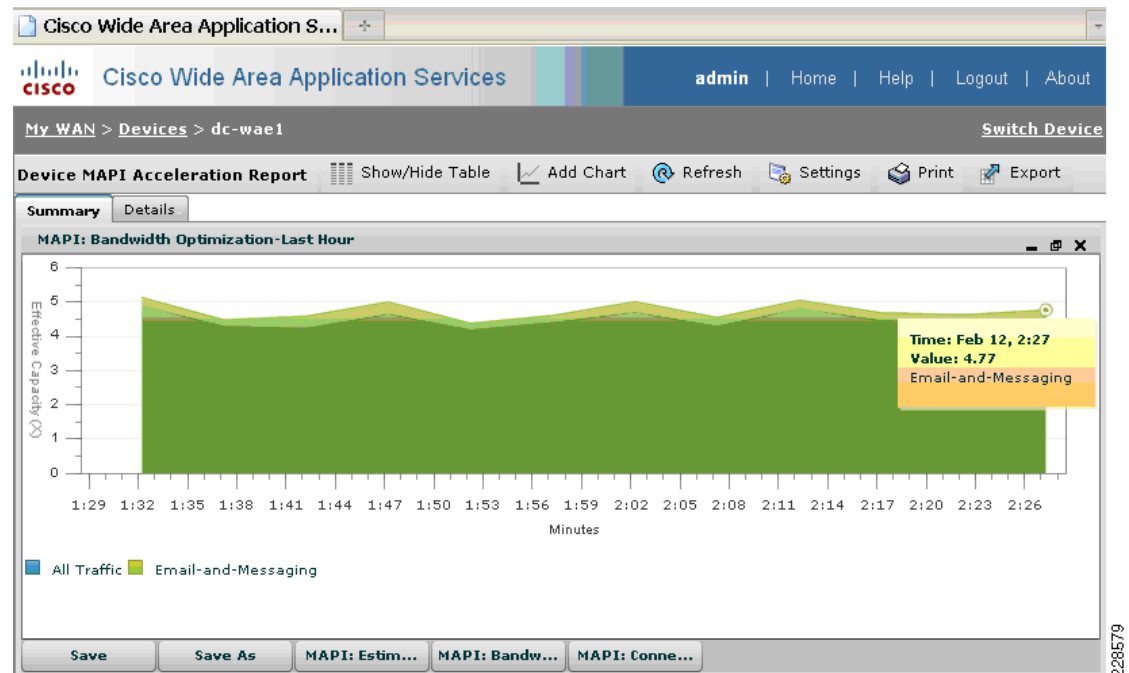 Cisco Wide Area Application S...
CISCO Cisco Wide Area Application Services admin | Home | Help | Logout | About
My WAN > Devices > dc-wae1 Switch Device
Device MAPI Acceleration Report Show/Hide Table Add Chart Refresh Settings Print Export
Summary Details
MAPI: Bandwidth Optimization-Last Hour
Effective Capacity (X)
6
5
4
3
2
1
0
Time: Feb 12, 2:27
Value: 4.77
Email-and-Messaging
1:29 1:32 1:35 1:38 1:41 1:44 1:47 1:50 1:53 1:56 1:59 2:02 2:05 2:08 2:11 2:14 2:17 2:20 2:23 2:26
Minutes
All Traffic Email-and-Messaging
Save Save As MAPI: Estim... MAPI: Bandw... MAPI: Conne...
228579